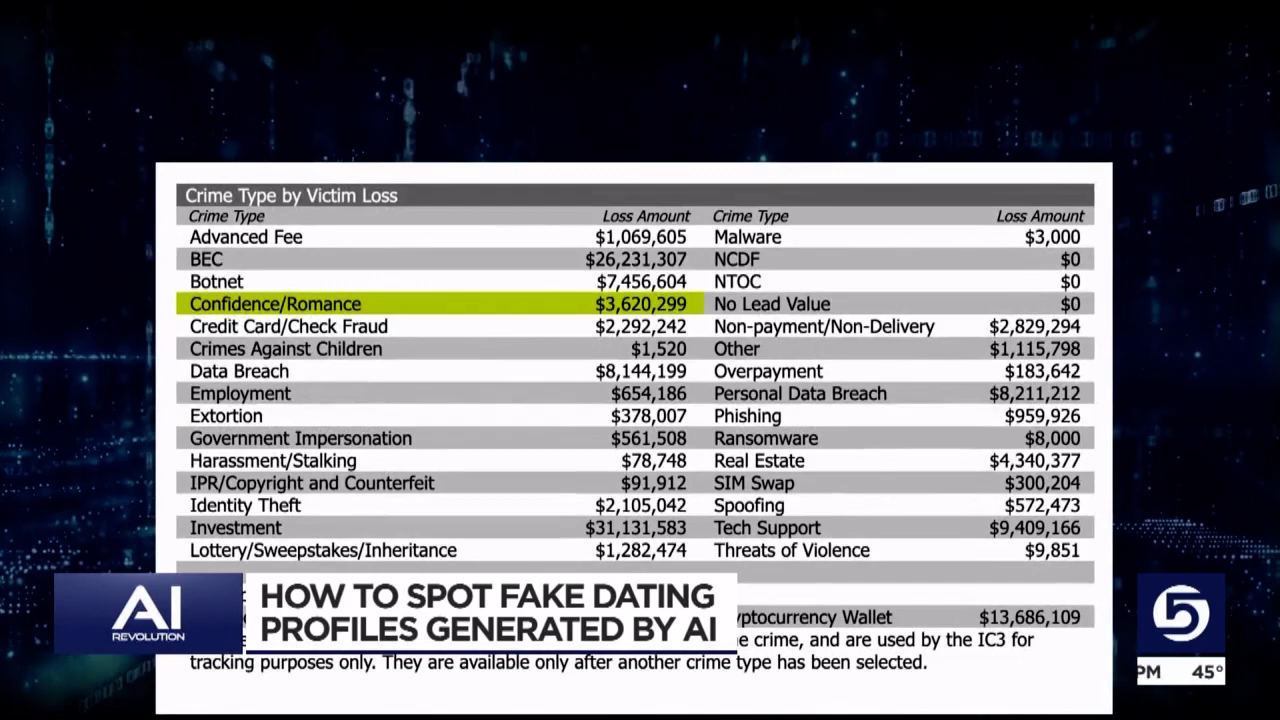 Crime Type by Victim Loss
Crime Type Loss Amount Crime Type Loss Amount
Advanced Fee $1,069,605 Malware $3,000
BEC $26,231,307 NCDF $0
Botnet $7,456,604 NTOC $0
Confidence/Romance $3,620,299 No Lead Value $0
Credit Card/Check Fraud $2,292,242 Non-payment/Non-Delivery $2,829,294
Crimes Against Children $1,520 Other $1,115,798
Data Breach $8,144,199 Overpayment $183,642
Employment $654,186 Personal Data Breach $8,211,212
Extortion $378,007 Phishing $959,926
Government Impersonation $561,508 Ransomware $8,000
Harassment/Stalking $78,748 Real Estate $4,340,377
IPR/Copyright and Counterfeit $91,912 SIM Swap $300,204
Identity Theft $2,105,042 Spoofing $572,473
Investment $31,131,583 Tech Support $9,409,166
Lottery/Sweepstakes/Inheritance $1,282,474 Threats of Violence $9,851
Wallet $13,686,109
crime, and are used by the IC3 for
tracking purposes only. They are available only after another crime type has been selected.
AI
REVOLUTION
HOW TO SPOT FAKE DATING
PROFILES GENERATED BY AI
5
PM 45°